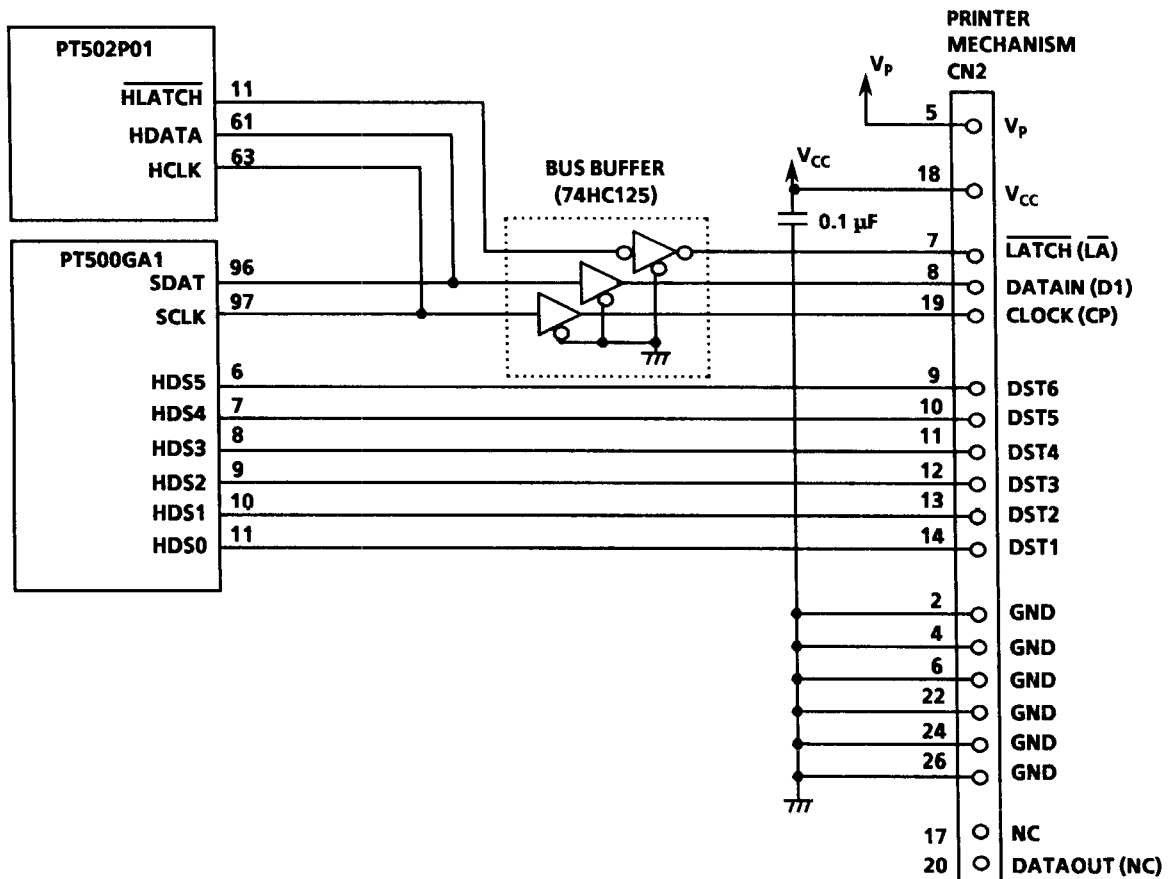 PRINTER
MECHANISM
CN2
PT502P01
HLATCH 11
HDATA 61
HCLK 63
VP
5 VP
VCC
18 VCC
0.1 µF
BUS BUFFER
(74HC125)
7 LATCH (LA)
8 DATAIN (D1)
19 CLOCK (CP)
PT500GA1
SDAT 96
SCLK 97
HDS5 6 9 DST6
HDS4 7 10 DST5
HDS3 8 11 DST4
HDS2 9 12 DST3
HDS1 10 13 DST2
HDS0 11 14 DST1
2 GND
4 GND
6 GND
22 GND
24 GND
26 GND
17 NC
20 DATAOUT (NC)